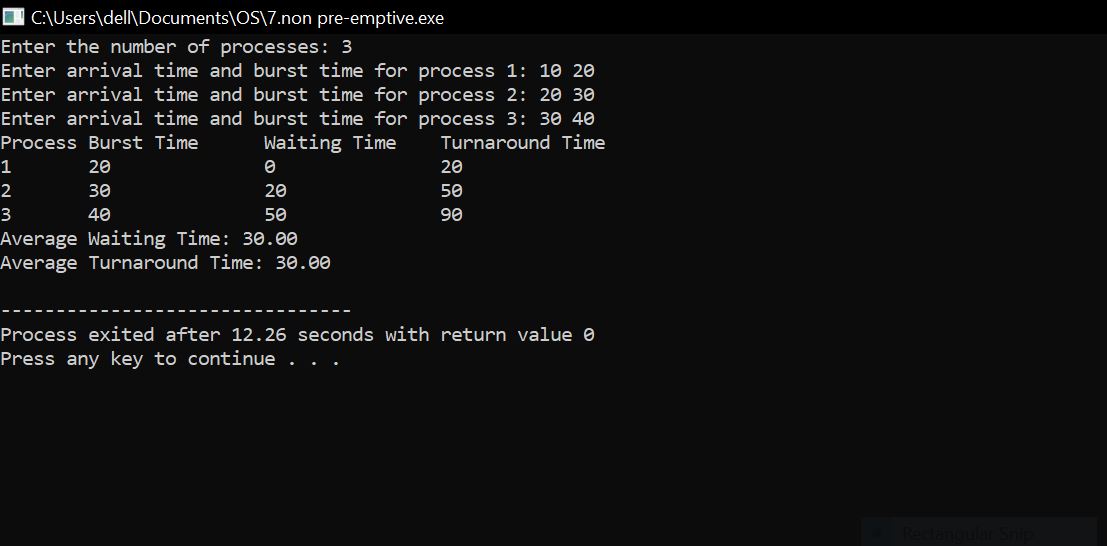 C:\Users\dell\Documents\OS\7.non pre-emptive.exe
Enter the number of processes: 3
Enter arrival time and burst time for process 1: 10 20
Enter arrival time and burst time for process 2: 20 30
Enter arrival time and burst time for process 3: 30 40
Process Burst Time      Waiting Time    Turnaround Time
1       20              0               20
2       30              20              50
3       40              50              90
Average Waiting Time: 30.00
Average Turnaround Time: 30.00
--------------------------------
Process exited after 12.26 seconds with return value 0
Press any key to continue . . .
Rectangular Snip